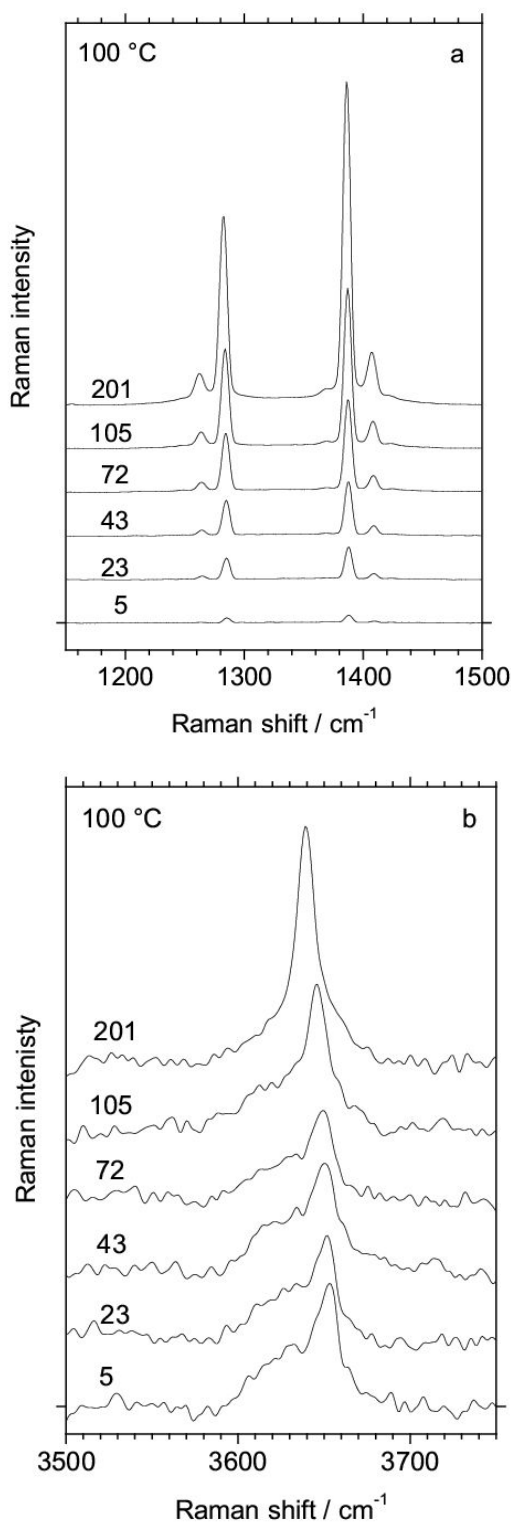 100 °C a
Raman intensity
201
105
72
43
23
5
1200 1300 1400 1500
Raman shift / cm⁻¹
100 °C b
Raman intenisty
201
105
72
43
23
5
3500 3600 3700
Raman shift / cm⁻¹